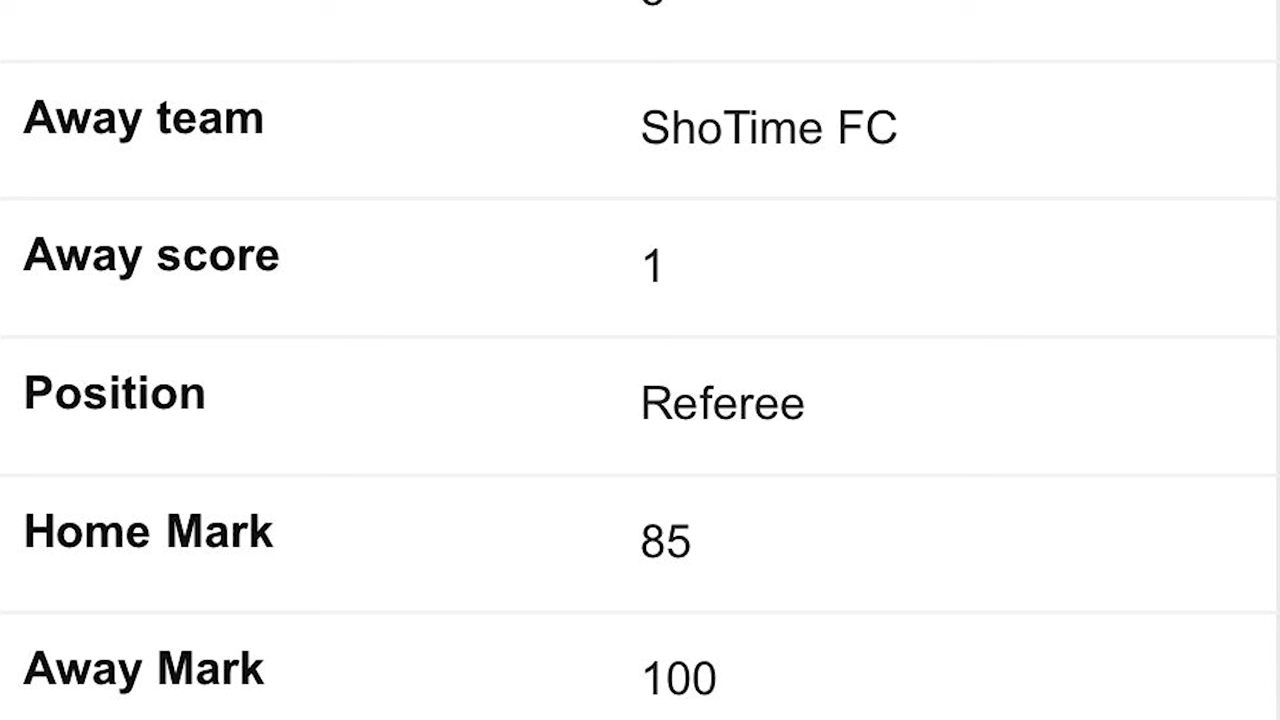 Away team ShoTime FC
Away score 1
Position Referee
Home Mark 85
Away Mark 100